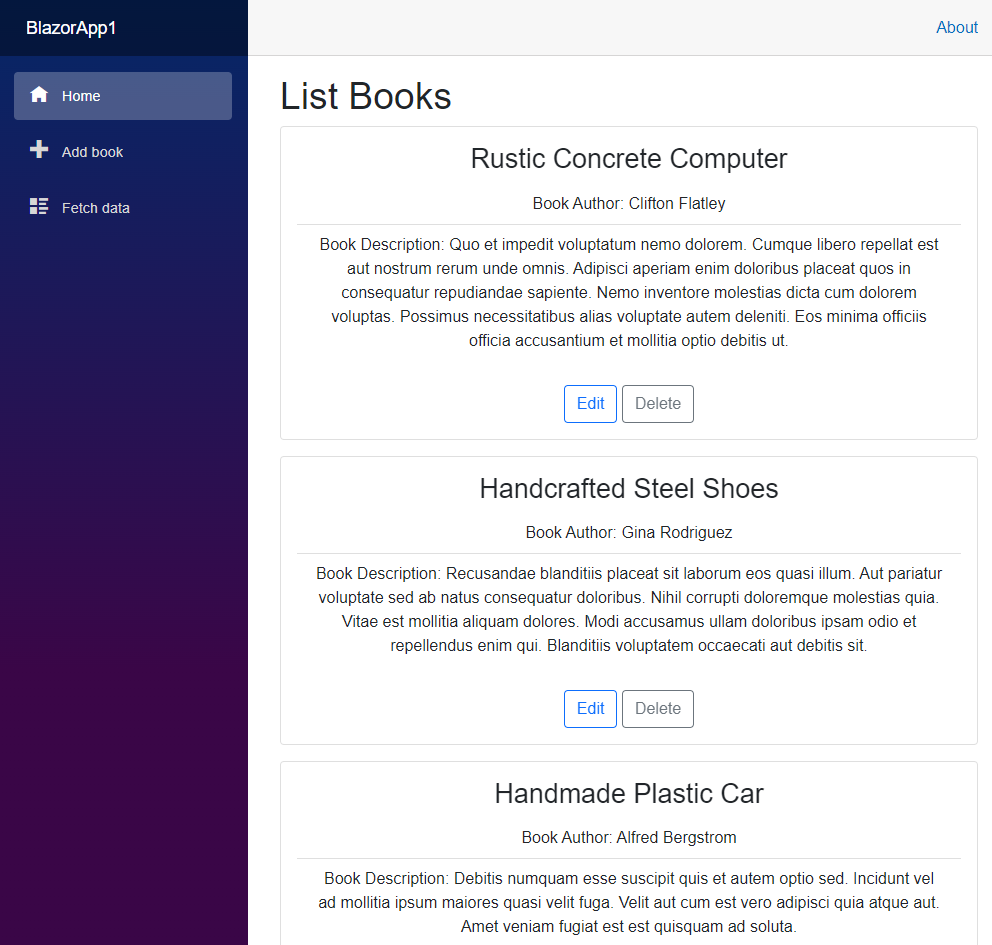 BlazorApp1
About
Home
Add book
Fetch data
List Books
Rustic Concrete Computer
Book Author: Clifton Flatley
Book Description: Quo et impedit voluptatum nemo dolorem. Cumque libero repellat est
aut nostrum rerum unde omnis. Adipisci aperiam enim doloribus placeat quos in
consequatur repudiandae sapiente. Nemo inventore molestias dicta cum dolorem
voluptas. Possimus necessitatibus alias voluptate autem deleniti. Eos minima officiis
officia accusantium et mollitia optio debitis ut.
Edit Delete
Handcrafted Steel Shoes
Book Author: Gina Rodriguez
Book Description: Recusandae blanditiis placeat sit laborum eos quasi illum. Aut pariatur
voluptate sed ab natus consequatur doloribus. Nihil corrupti doloremque molestias quia.
Vitae est mollitia aliquam dolores. Modi accusamus ullam doloribus ipsam odio et
repellendus enim qui. Blanditiis voluptatem occaecati aut debitis sit.
Edit Delete
Handmade Plastic Car
Book Author: Alfred Bergstrom
Book Description: Debitis numquam esse suscipit quis et autem optio sed. Incidunt vel
ad mollitia ipsum maiores quasi velit fuga. Velit aut cum est vero adipisci quia atque aut.
Amet veniam fugiat est est quisquam ad soluta.